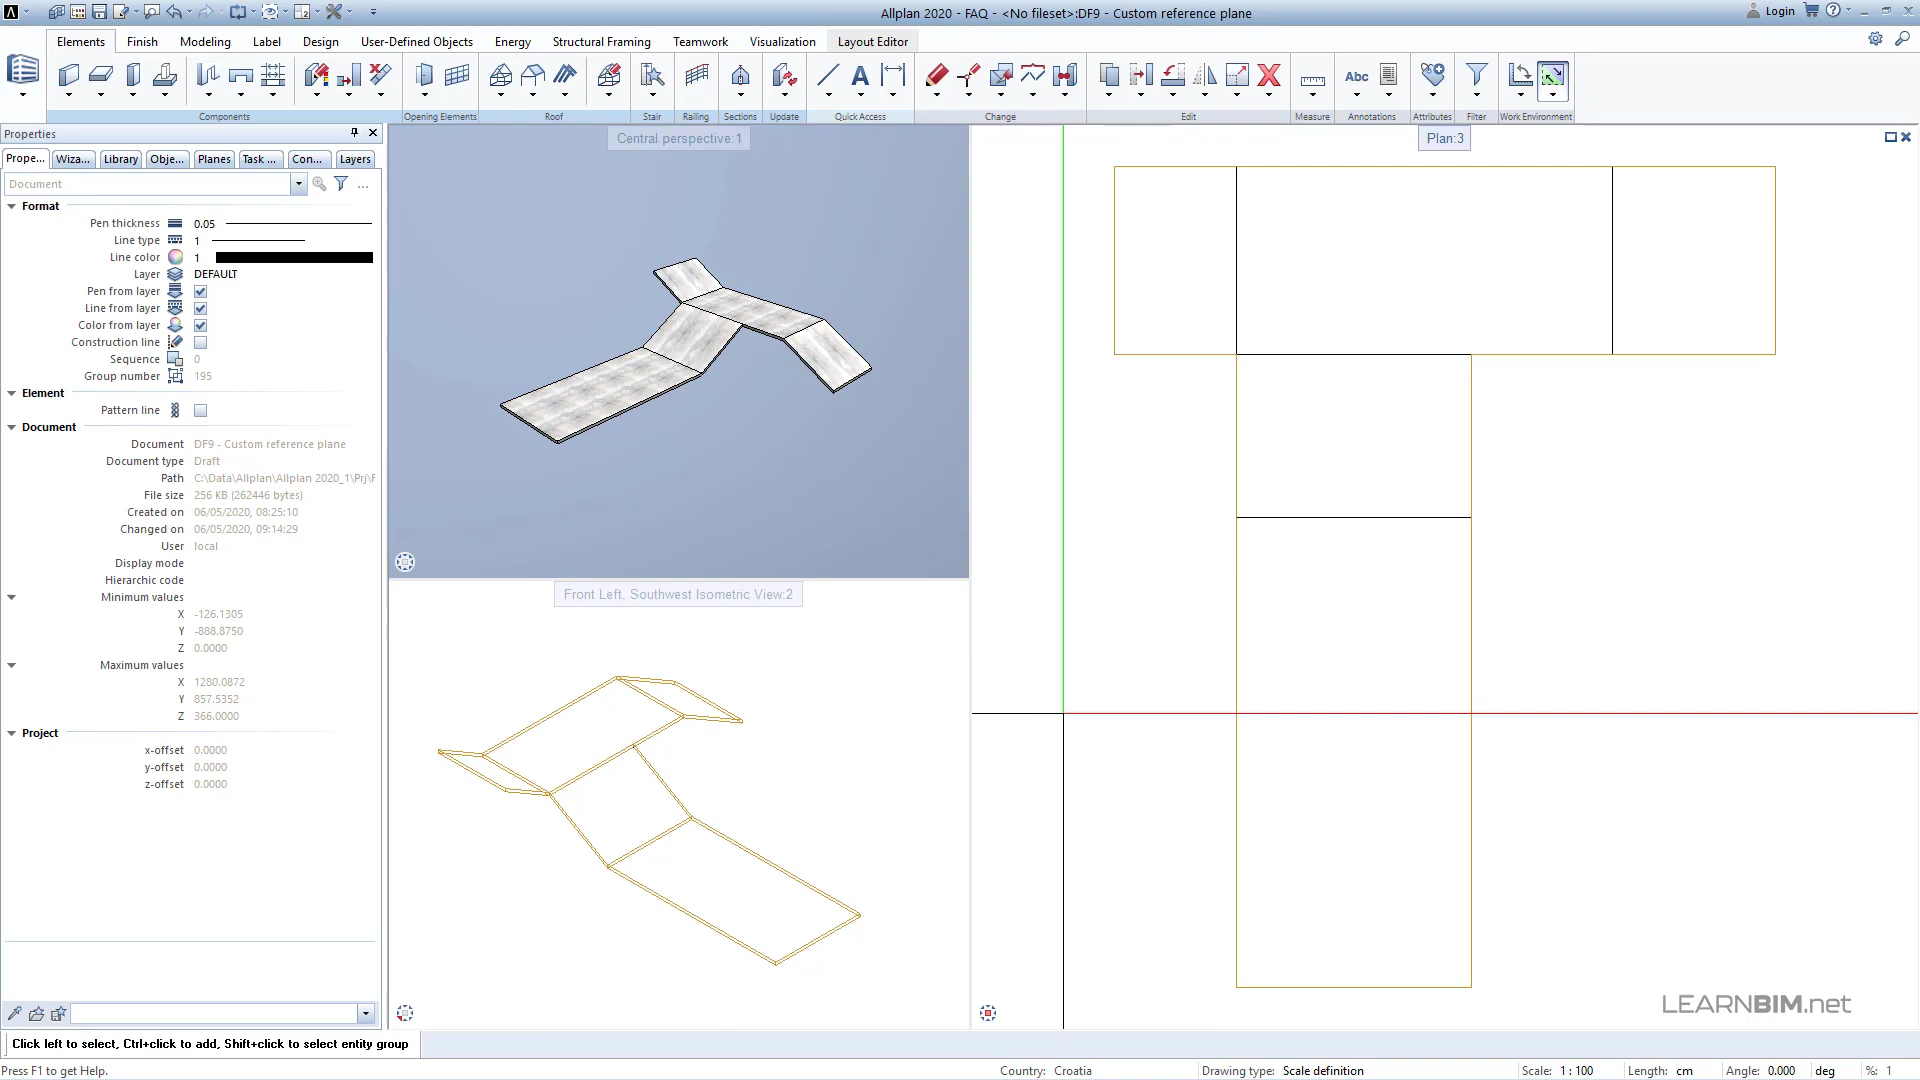 Allplan 2020 - FAQ - <No fileset>:DF9 - Custom reference plane
Login
Elements
Finish
Modeling
Label
Design
User-Defined Objects
Energy
Structural Framing
Teamwork
Visualization
Layout Editor
Abc
Components
Opening Elements
Roof
Stair
Railing
Sections
Update
Quick Access
Change
Edit
Measure
Annotations
Attributes
Filter
Work Environment
Properties
Prope...
Wiza...
Library
Obje...
Planes
Task ...
Con...
Layers
Document
Format
Pen thickness 0.05
Line type 1
Line color 1
Layer DEFAULT
Pen from layer
Line from layer
Color from layer
Construction line
Sequence 0
Group number 195
Element
Pattern line
Document
Document DF9 - Custom reference plane
Document type Draft
Path C:\Data\Allplan\Allplan 2020_1\Prj\F
File size 256 KB (262446 bytes)
Created on 06/05/2020, 08:25:10
Changed on 06/05/2020, 09:14:29
User local
Display mode
Hierarchic code
Minimum values
X -126.1305
Y -888.8750
Z 0.0000
Maximum values
X 1280.0872
Y 857.5352
Z 366.0000
Project
x-offset 0.0000
y-offset 0.0000
z-offset 0.0000
Central perspective:1
Front Left, Southwest Isometric View:2
Plan:3
LEARNBIM.net
Click left to select, Ctrl+click to add, Shift+click to select entity group
Press F1 to get Help.
Country: Croatia
Drawing type: Scale definition
Scale: 1 : 100
Length: cm
Angle: 0.000 deg
%: 1